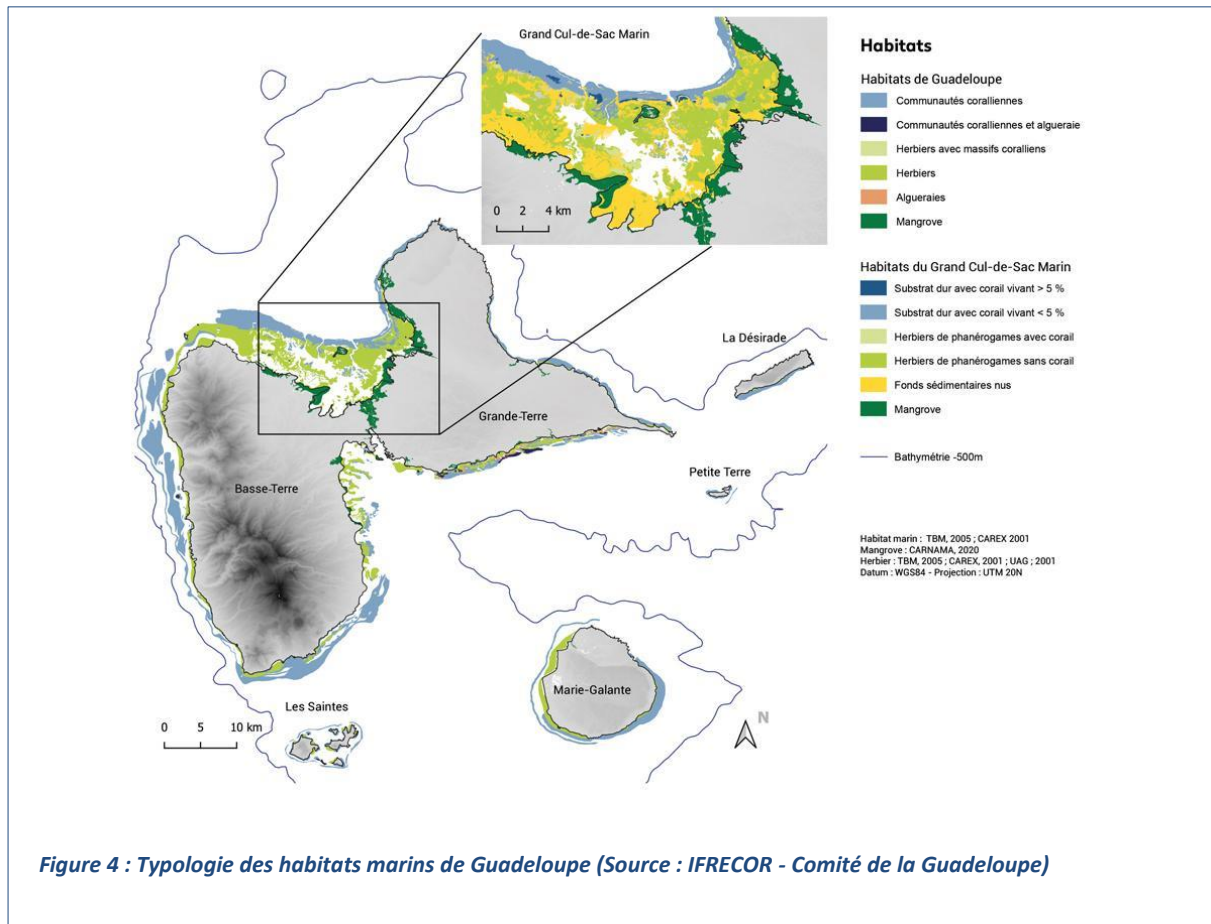 Grand Cul-de-Sac Marin
0 2 4 km
La Désirade
Grande-Terre
Petite Terre
Basse-Terre
Marie-Galante
Les Saintes
0 5 10 km
N
Habitats
Habitats de Guadeloupe
Communautés coralliennes
Communautés coralliennes et algueraie
Herbiers avec massifs coralliens
Herbiers
Algueraies
Mangrove
Habitats du Grand Cul-de-Sac Marin
Substrat dur avec corail vivant > 5 %
Substrat dur avec corail vivant < 5 %
Herbiers de phanérogames avec corail
Herbiers de phanérogames sans corail
Fonds sédimentaires nus
Mangrove
Bathymétrie -500m
Habitat marin : TBM, 2005 ; CAREX 2001
Mangrove : CARNAMA, 2020
Herbier : TBM, 2005 ; CAREX, 2001 ; UAG ; 2001
Datum : WGS84 - Projection : UTM 20N
Figure 4 : Typologie des habitats marins de Guadeloupe (Source : IFRECOR - Comité de la Guadeloupe)